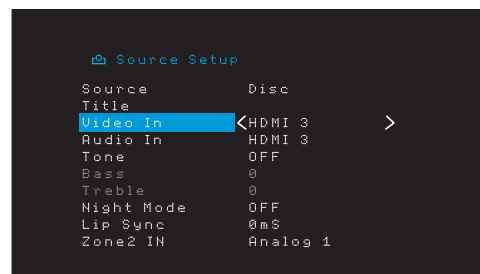 Source Setup
Source Disc
Title
Video In HDMI 3
Audio In HDMI 3
Tone OFF
Bass 0
Treble 0
Night Mode OFF
Lip Sync 0mS
Zone2 IN Analog 1